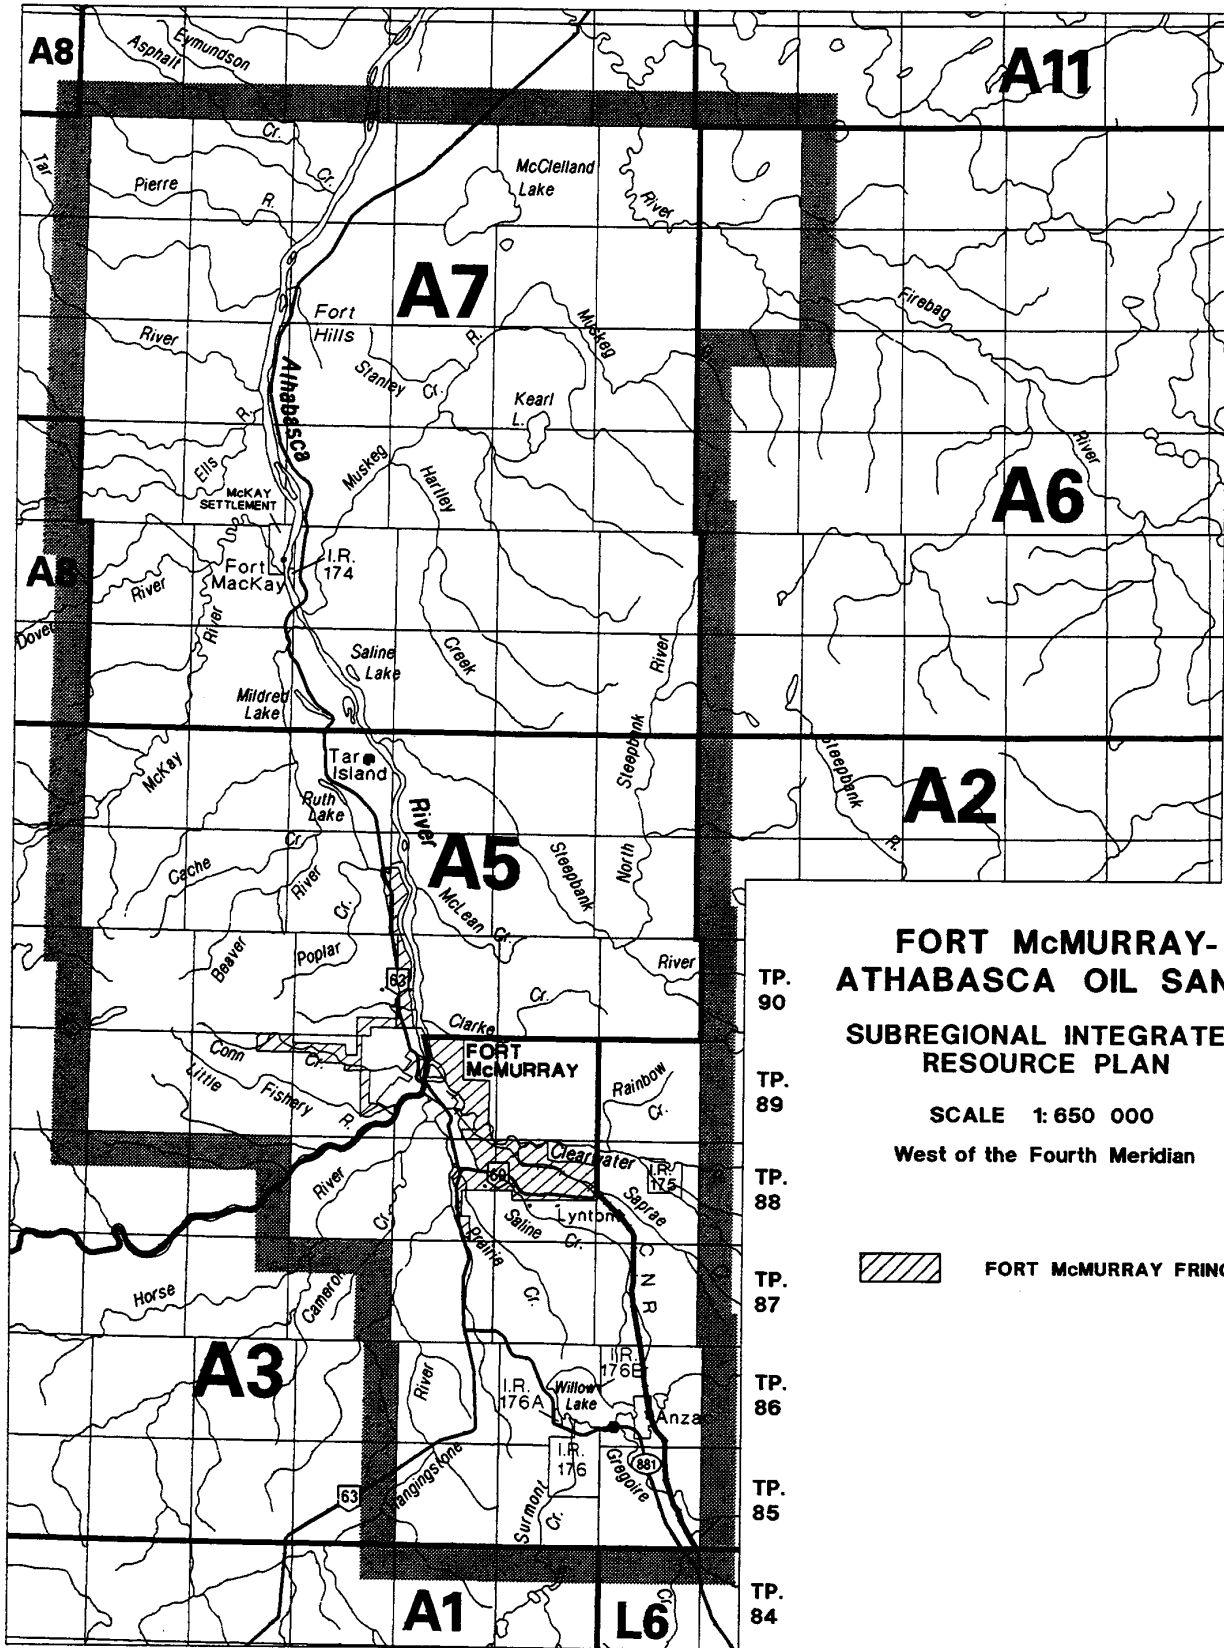 A8
Asphalt
Eymundson
A11
Cr.
Cr.
Tar
Pierre
R.
McClelland
Lake
River
A7
Firebag
River
Fort
Hills
River
Athabasca
Stanley
Cr.
R.
Muskeg
Kearl
L.
R.
Ells
McKAY
SETTLEMENT
Muskeg
Hartley
River
A6
A8
Fort
MacKay
I.R.
174
River
Dover
River
Creek
River
Saline
Lake
Mildred
Lake
McKay
Tar
Island
Steepbank
Steepbank
R.
A2
Ruth
Lake
River
Cr.
A5
Cache
River
Cr.
McLean
Cr.
Steepbank
North
Beaver
Poplar
63
River
Cr.
Clarke
FORT
McMURRAY
Conn
Cr.
Little
Fishery
R.
Rainbow
Cr.
Clearwater
I.R.
175
69
River
Cr.
Saline
Cr.
Lynton
Saprae
Prairie
Cr.
C N R
Horse
Cameron
A3
River
I.R.
176A
Willow
Lake
I.R.
176B
Anza
I.R.
176
Gregoire
881
63
Hangingstone
Surmont
Cr.
A1
L6
Cr.
FORT McMURRAY-
ATHABASCA OIL SAN
SUBREGIONAL INTEGRATE
RESOURCE PLAN
SCALE 1: 650 000
West of the Fourth Meridian
FORT McMURRAY FRING
TP.
90
TP.
89
TP.
88
TP.
87
TP.
86
TP.
85
TP.
84